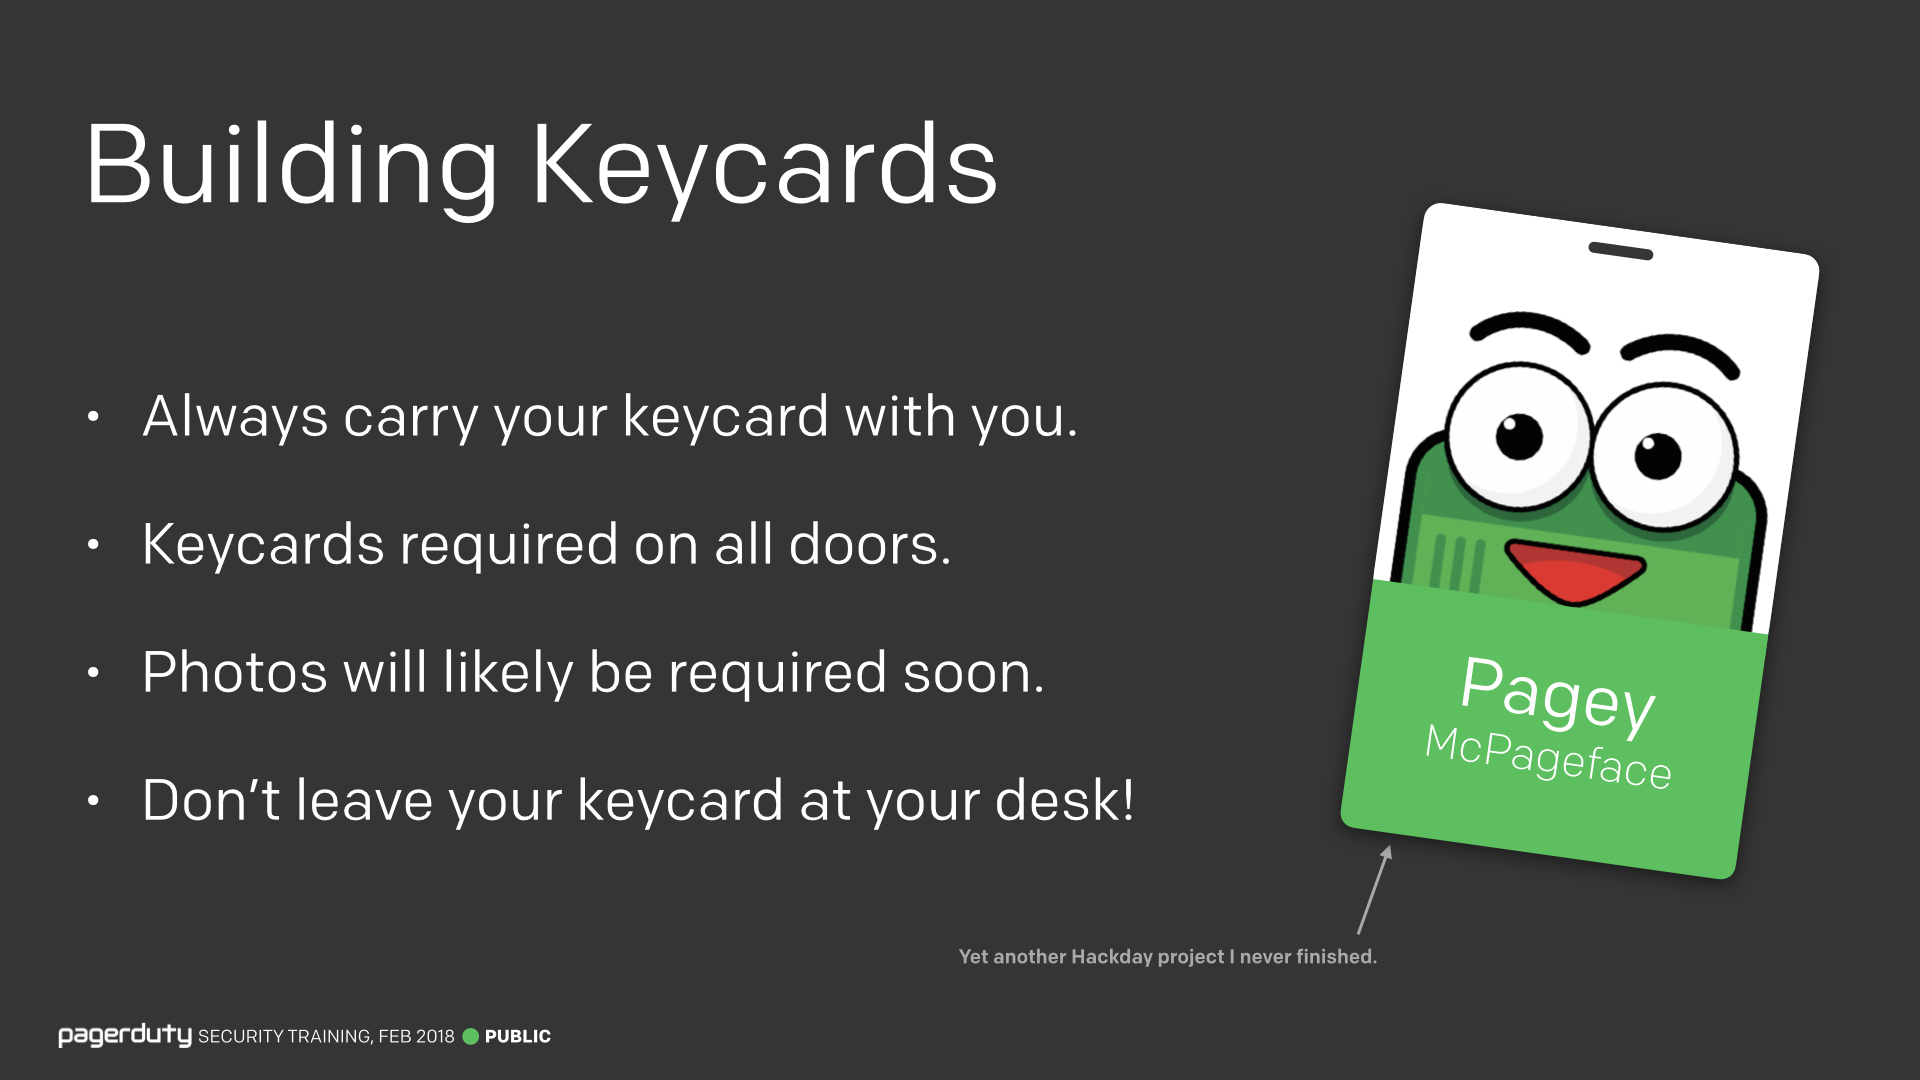 Building Keycards
• Always carry your keycard with you.
• Keycards required on all doors.
• Photos will likely be required soon.
• Don’t leave your keycard at your desk!
Pagey
McPageface
Yet another Hackday project I never finished.
pagerduty SECURITY TRAINING, FEB 2018 PUBLIC